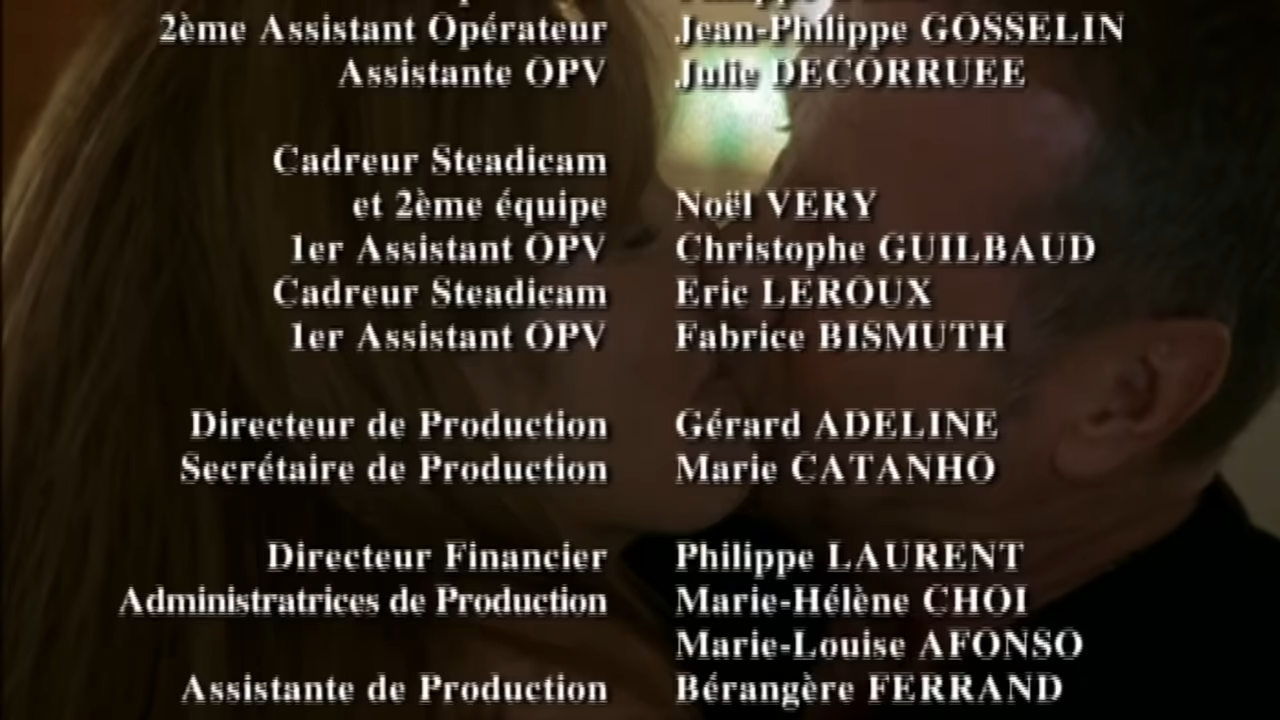 2ème Assistant Opérateur Jean-Philippe GOSSELIN
Assistante OPV Julie DECORRUEE
Cadreur Steadicam
et 2ème équipe Noël VERY
1er Assistant OPV Christophe GUILBAUD
Cadreur Steadicam Eric LEROUX
1er Assistant OPV Fabrice BISMUTH
Directeur de Production Gérard ADELINE
Secrétaire de Production Marie CATANHO
Directeur Financier Philippe LAURENT
Administratrices de Production Marie-Hélène CHOI
Marie-Louise AFONSO
Assistante de Production Bérangère FERRAND